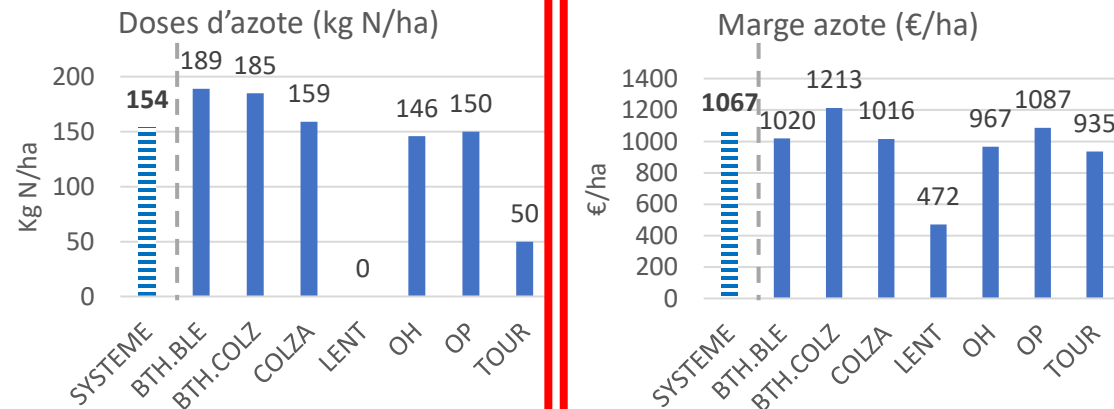 Doses d’azote (kg N/ha)
Kg N/ha
200
150
100
50
0
154
189
185
159
0
146
150
50
SYSTEME
BTH.BLE
BTH.COLZ
COLZA
LENT
OH
OP
TOUR
Marge azote (€/ha)
€/ha
1400
1200
1000
800
600
400
200
0
1067
1020
1213
1016
472
967
1087
935
SYSTEME
BTH.BLE
BTH.COLZ
COLZA
LENT
OH
OP
TOUR